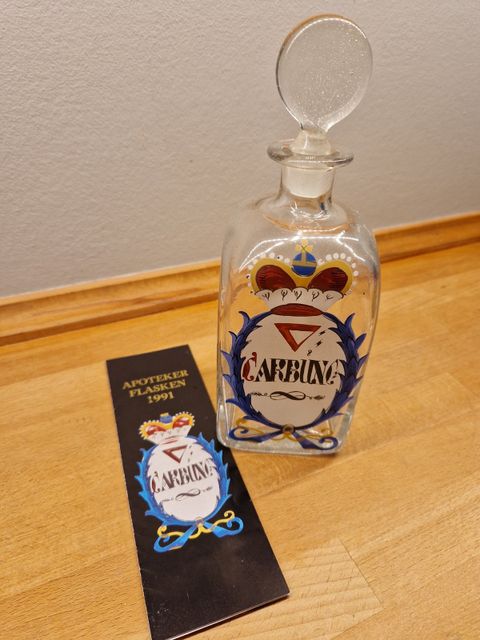 CARBUNC
APOTEKER
FLASKEN
1991
CARBUNC